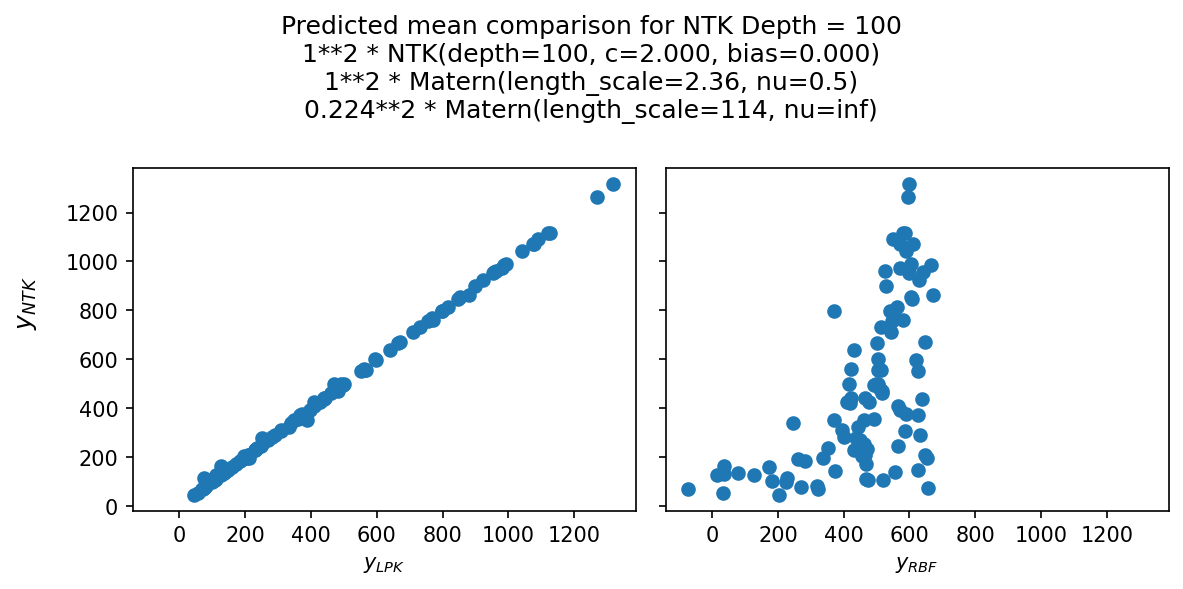 Predicted mean comparison for NTK Depth = 100
1**2 * NTK(depth=100, c=2.000, bias=0.000)
1**2 * Matern(length_scale=2.36, nu=0.5)
0.224**2 * Matern(length_scale=114, nu=inf)
y_NTK
1200
1000
800
600
400
200
0
0 200 400 600 800 1000 1200
y_LPK
0 200 400 600 800 1000 1200
y_RBF